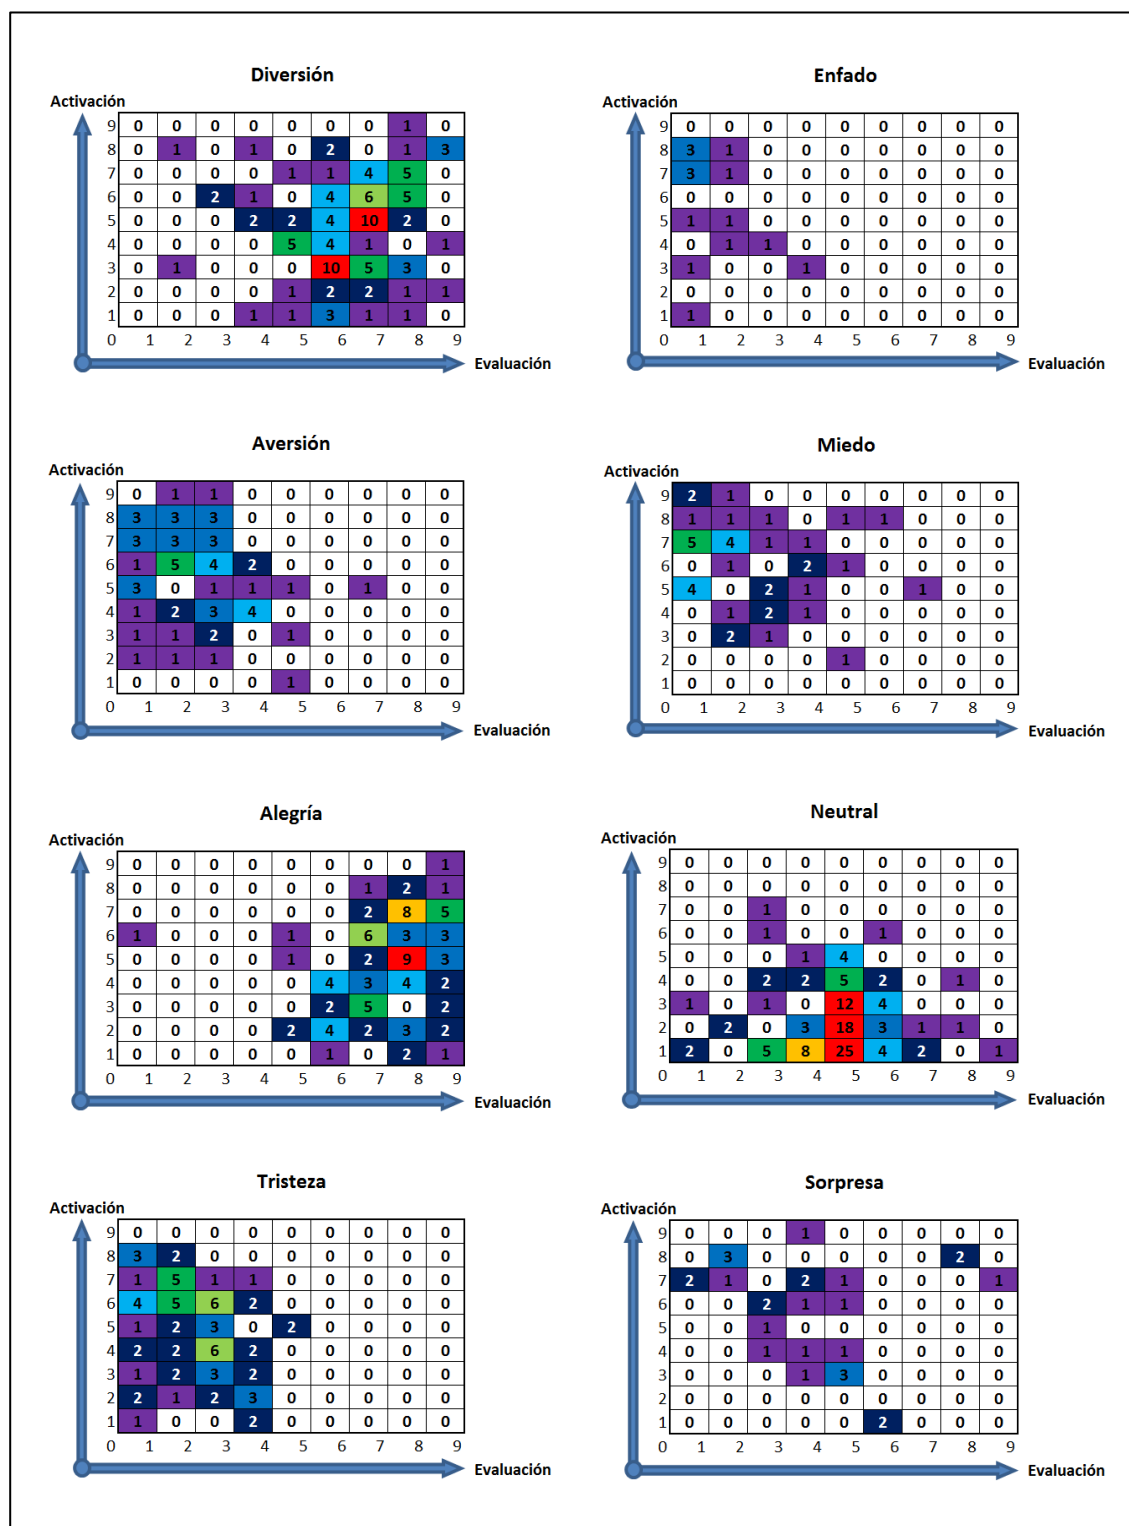 Diversión
Activación
9 0 0 0 0 0 0 0 1 0
8 0 1 0 1 0 2 0 1 3
7 0 0 0 0 1 1 4 5 0
6 0 0 2 1 0 4 6 5 0
5 0 0 0 2 2 4 10 2 0
4 0 0 0 0 5 4 1 0 1
3 0 1 0 0 0 10 5 3 0
2 0 0 0 0 1 2 2 1 1
1 0 0 0 1 1 3 1 1 0
0 1 2 3 4 5 6 7 8 9
Evaluación
Enfado
Activación
9 0 0 0 0 0 0 0 0 0
8 3 1 0 0 0 0 0 0 0
7 3 1 0 0 0 0 0 0 0
6 0 0 0 0 0 0 0 0 0
5 1 1 0 0 0 0 0 0 0
4 0 1 1 0 0 0 0 0 0
3 1 0 0 1 0 0 0 0 0
2 0 0 0 0 0 0 0 0 0
1 1 0 0 0 0 0 0 0 0
0 1 2 3 4 5 6 7 8 9
Evaluación
Aversión
Activación
9 0 1 1 0 0 0 0 0 0
8 3 3 3 0 0 0 0 0 0
7 3 3 3 0 0 0 0 0 0
6 1 5 4 2 0 0 0 0 0
5 3 0 1 1 1 0 1 0 0
4 1 2 3 4 0 0 0 0 0
3 1 1 2 0 1 0 0 0 0
2 1 1 1 0 0 0 0 0 0
1 0 0 0 0 1 0 0 0 0
0 1 2 3 4 5 6 7 8 9
Evaluación
Miedo
Activación
9 2 1 0 0 0 0 0 0 0
8 1 1 1 0 1 1 0 0 0
7 5 4 1 1 0 0 0 0 0
6 0 1 0 2 1 0 0 0 0
5 4 0 2 1 0 0 1 0 0
4 0 1 2 1 0 0 0 0 0
3 0 2 1 0 0 0 0 0 0
2 0 0 0 0 1 0 0 0 0
1 0 0 0 0 0 0 0 0 0
0 1 2 3 4 5 6 7 8 9
Evaluación
Alegría
Activación
9 0 0 0 0 0 0 0 0 1
8 0 0 0 0 0 0 1 2 1
7 0 0 0 0 0 0 2 8 5
6 1 0 0 0 1 0 6 3 3
5 0 0 0 0 1 0 2 9 3
4 0 0 0 0 0 4 3 4 2
3 0 0 0 0 0 2 5 0 2
2 0 0 0 0 2 4 2 3 2
1 0 0 0 0 0 1 0 2 1
0 1 2 3 4 5 6 7 8 9
Evaluación
Neutral
Activación
9 0 0 0 0 0 0 0 0 0
8 0 0 0 0 0 0 0 0 0
7 0 0 1 0 0 0 0 0 0
6 0 0 1 0 0 1 0 0 0
5 0 0 0 1 4 0 0 0 0
4 0 0 2 2 5 2 0 1 0
3 1 0 1 0 12 4 0 0 0
2 0 2 0 3 18 3 1 1 0
1 2 0 5 8 25 4 2 0 1
0 1 2 3 4 5 6 7 8 9
Evaluación
Tristeza
Activación
9 0 0 0 0 0 0 0 0 0
8 3 2 0 0 0 0 0 0 0
7 1 5 1 1 0 0 0 0 0
6 4 5 6 2 0 0 0 0 0
5 1 2 3 0 2 0 0 0 0
4 2 2 6 2 0 0 0 0 0
3 1 2 3 2 0 0 0 0 0
2 2 1 2 3 0 0 0 0 0
1 1 0 0 2 0 0 0 0 0
0 1 2 3 4 5 6 7 8 9
Evaluación
Sorpresa
Activación
9 0 0 0 1 0 0 0 0 0
8 0 3 0 0 0 0 0 2 0
7 2 1 0 2 1 0 0 0 1
6 0 0 2 1 1 0 0 0 0
5 0 0 1 0 0 0 0 0 0
4 0 0 1 1 1 0 0 0 0
3 0 0 0 1 3 0 0 0 0
2 0 0 0 0 0 0 0 0 0
1 0 0 0 0 0 2 0 0 0
0 1 2 3 4 5 6 7 8 9
Evaluación